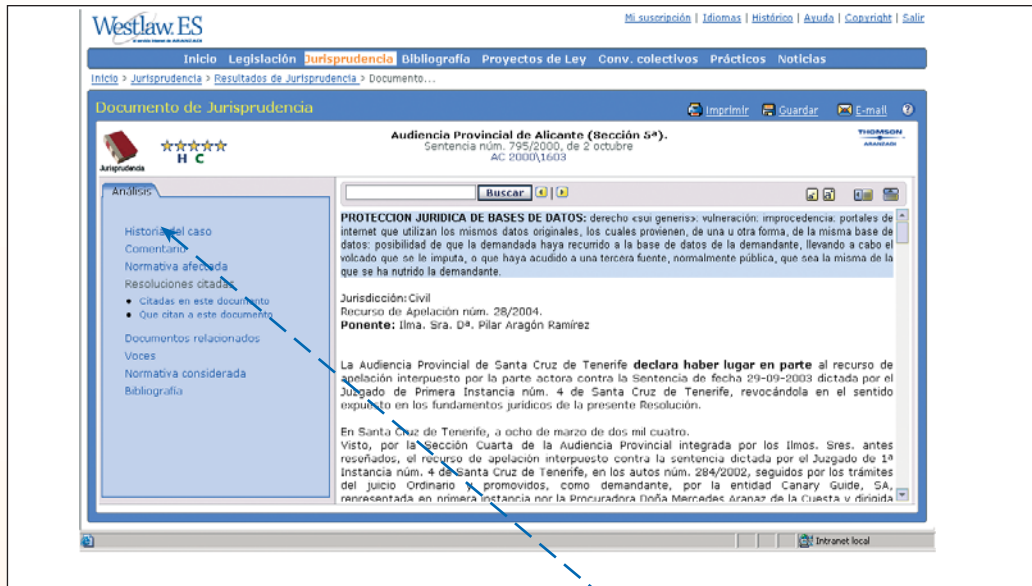 Westlaw.ES
Mi suscripción | Idiomas | Histórico | Ayuda | Copyright | Salir
Inicio Legislación Jurisprudencia Bibliografía Proyectos de Ley Conv. colectivos Prácticos Noticias
Inicio > Jurisprudencia > Resultados de Jurisprudencia > Documento...
Documento de Jurisprudencia
Imprimir Guardar E-mail
Jurisprudencia
H C
Audiencia Provincial de Alicante (Sección 5ª).
Sentencia núm. 795/2000, de 2 octubre
AC 2000\1603
THOMSON
ARANZADI
Análisis
Historia del caso
Comentario
Normativa afectada
Resoluciones citadas
• Citadas en este documento
• Que citan a este documento
Documentos relacionados
Voces
Normativa considerada
Bibliografía
Buscar
PROTECCION JURIDICA DE BASES DE DATOS: derecho «sui generis»: vulneración: improcedencia: portales de
internet que utilizan los mismos datos originales, los cuales provienen, de una u otra forma, de la misma base de
datos: posibilidad de que la demandada haya recurrido a la base de datos de la demandante, llevando a cabo el
volcado que se le imputa, o que haya acudido a una tercera fuente, normalmente pública, que sea la misma de la
que se ha nutrido la demandante.
Jurisdicción: Civil
Recurso de Apelación núm. 28/2004.
Ponente: Ilma. Sra. Dª. Pilar Aragón Ramírez
La Audiencia Provincial de Santa Cruz de Tenerife declara haber lugar en parte al recurso de
apelación interpuesto por la parte actora contra la Sentencia de fecha 29-09-2003 dictada por el
Juzgado de Primera Instancia núm. 4 de Santa Cruz de Tenerife, revocándola en el sentido
expuesto en los fundamentos jurídicos de la presente Resolución.
En Santa Cruz de Tenerife, a ocho de marzo de dos mil cuatro.
Visto, por la Sección Cuarta de la Audiencia Provincial integrada por los Ilmos. Sres. antes
reseñados, el recurso de apelación interpuesto contra la sentencia dictada por el Juzgado de 1ª
Instancia núm. 4 de Santa Cruz de Tenerife, en los autos núm. 284/2002, seguidos por los trámites
del juicio Ordinario y promovidos, como demandante, por la entidad Canary Guide, SA,
representada en primera instancia por la Procuradora Doña Mercedes Aranaz de la Cuesta y dirigida
Intranet local